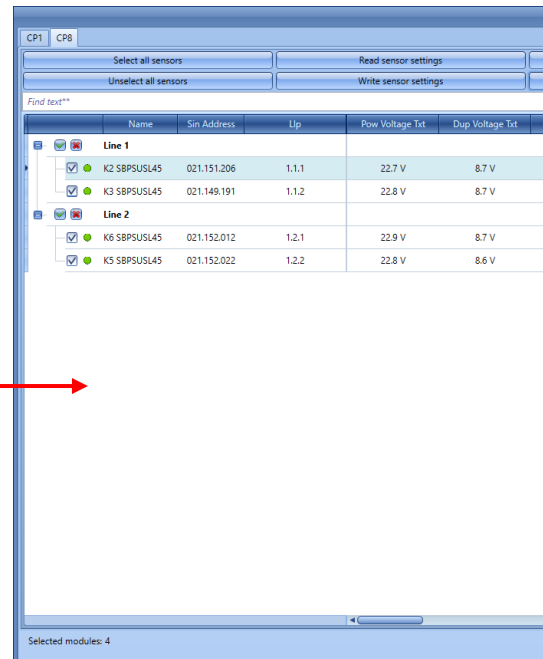 CP1 CP8
Select all sensors Read sensor settings
Unselect all sensors Write sensor settings
Find text**
Name Sin Address Llp Pow Voltage Txt Dup Voltage Txt
Line 1
K2 SBPSUSL45 021.151.206 1.1.1 22.7 V 8.7 V
K3 SBPSUSL45 021.149.191 1.1.2 22.8 V 8.7 V
Line 2
K6 SBPSUSL45 021.152.012 1.2.1 22.9 V 8.7 V
K5 SBPSUSL45 021.152.022 1.2.2 22.8 V 8.6 V
Selected modules: 4